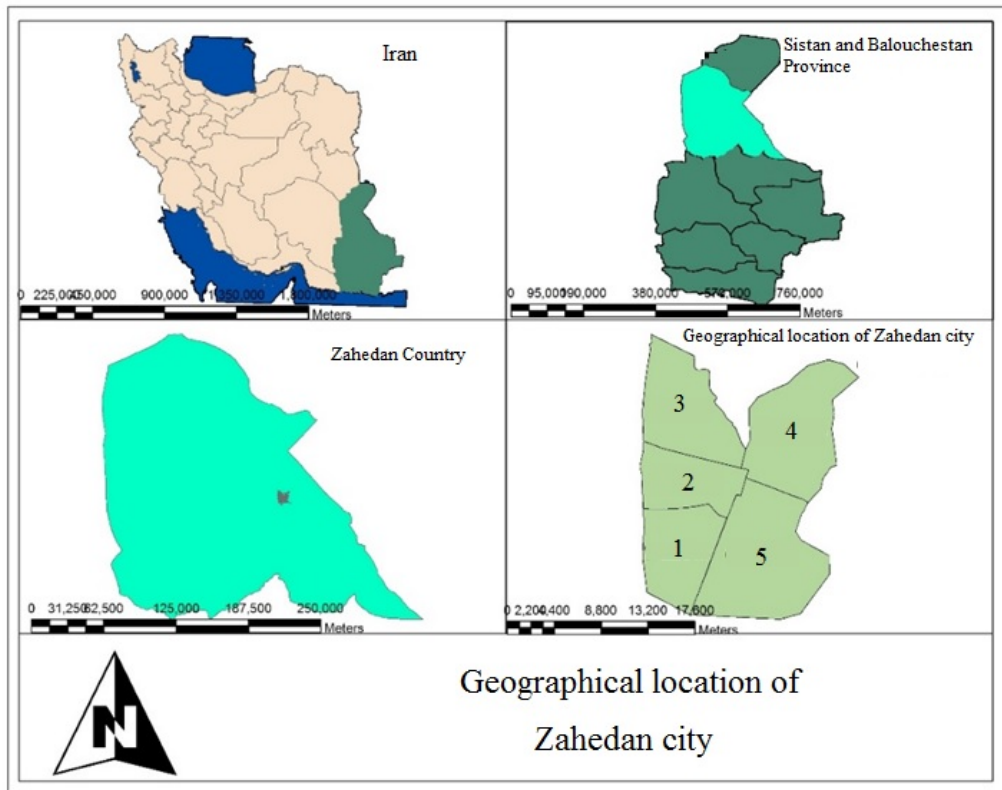 Iran
0 225,000 450,000 900,000 1,350,000 1,800,000
Meters
Sistan and Balouchestan
Province
0 95,000 190,000 380,000 570,000 760,000
Meters
Zahedan Country
0 31,250 62,500 125,000 187,500 250,000
Meters
Geographical location of Zahedan city
3
4
2
1
5
0 2,200 4,400 8,800 13,200 17,600
Meters
N
Geographical location of
Zahedan city